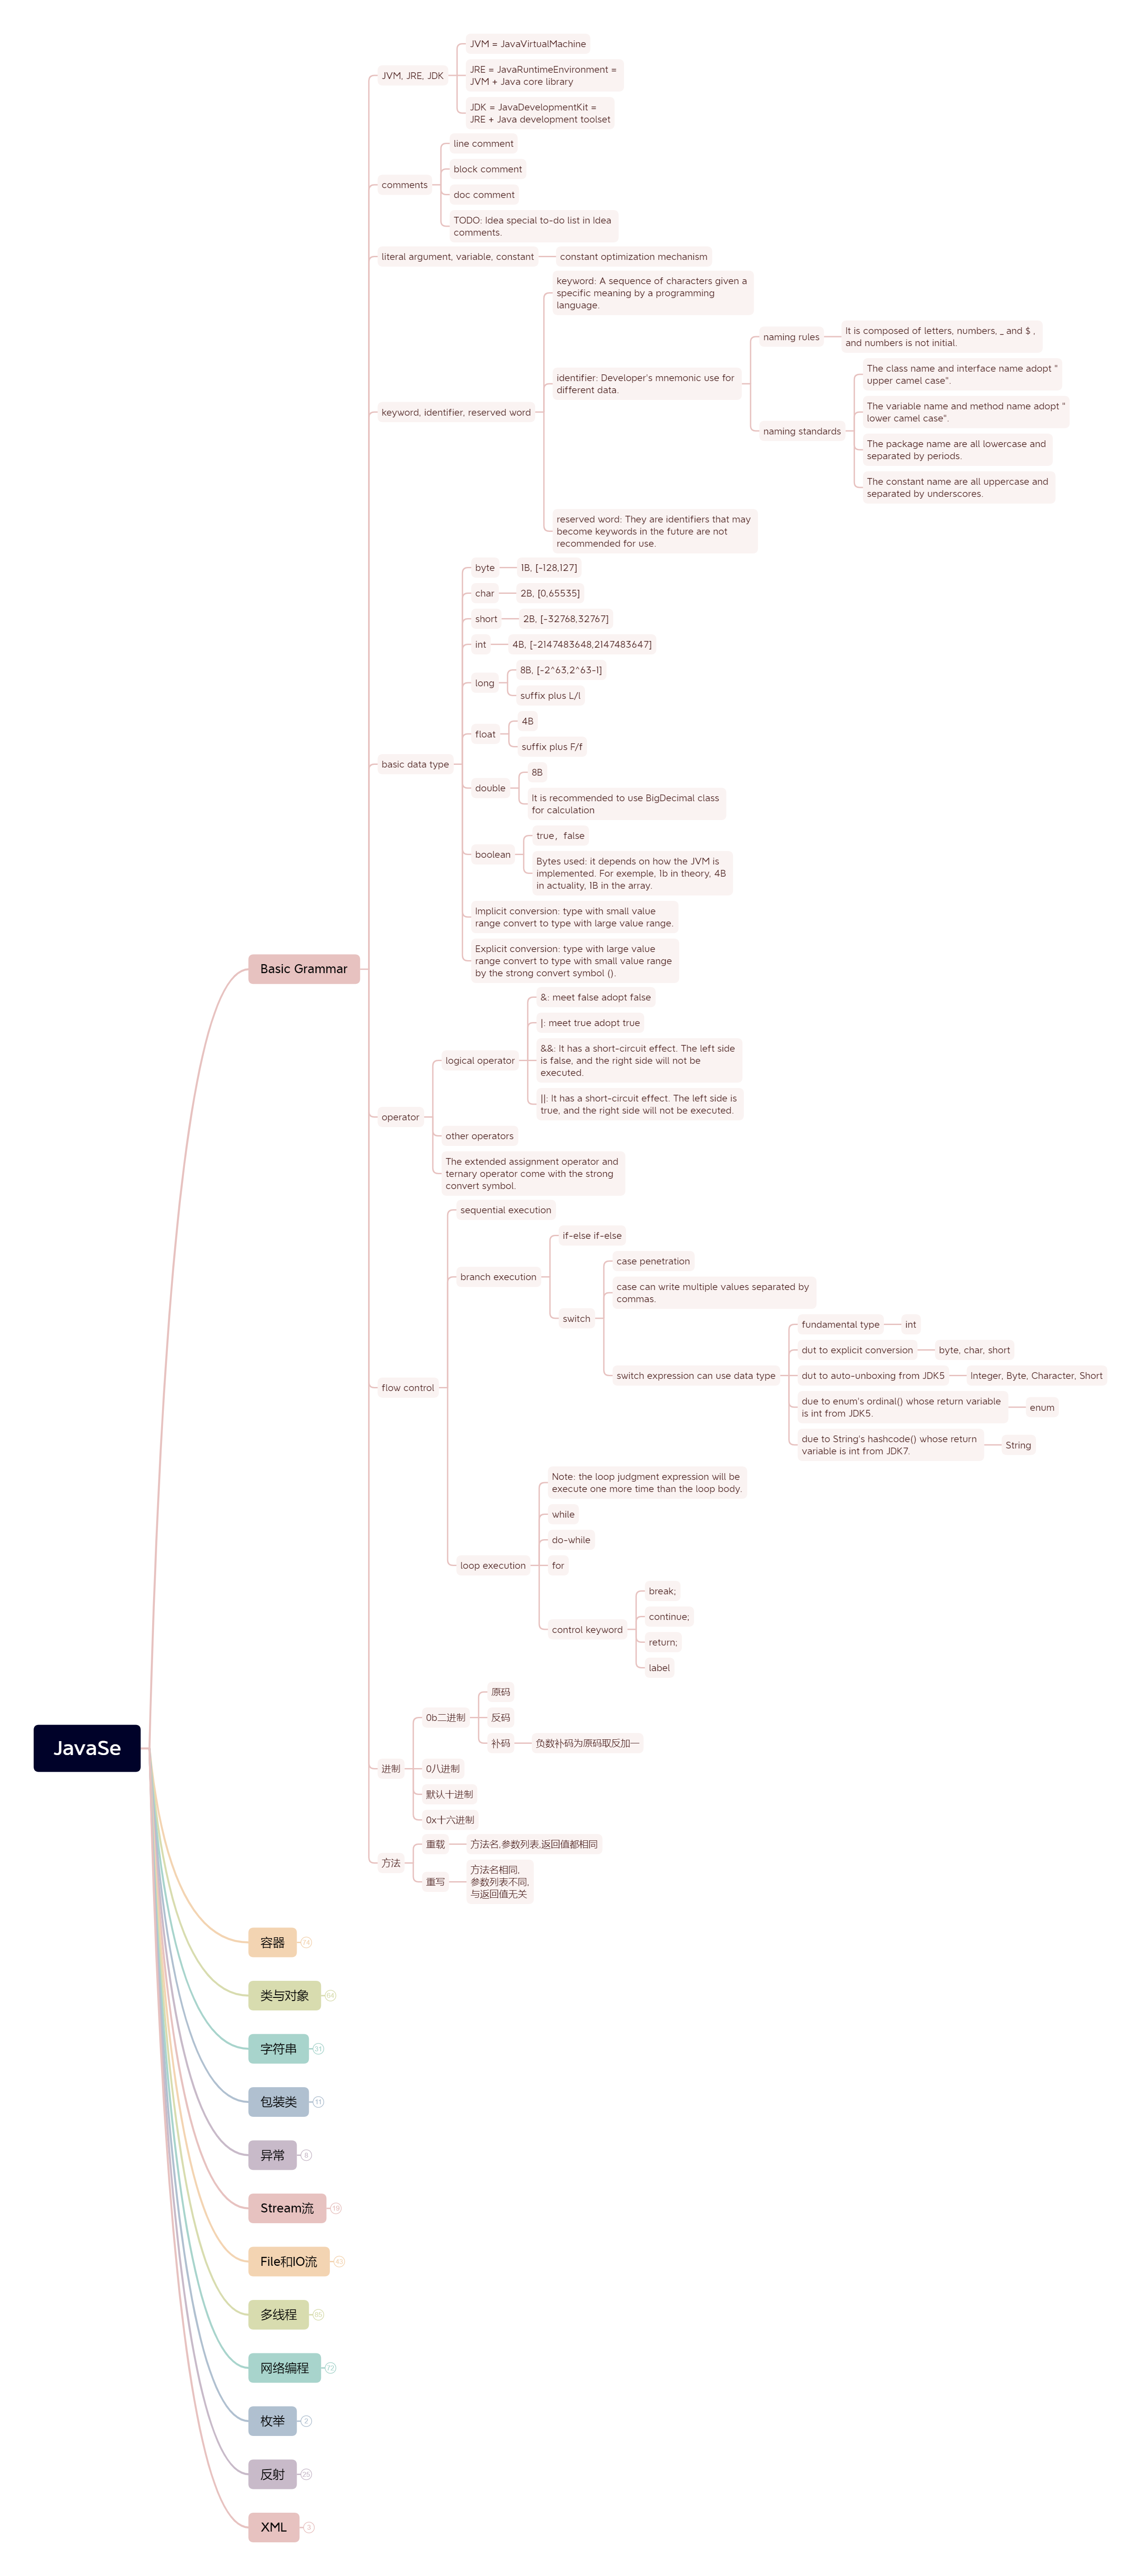 JVM = JavaVirtualMachine
JVM, JRE, JDK
JRE = JavaRuntimeEnvironment =
JVM + Java core library
JDK = JavaDevelopmentKit =
JRE + Java development toolset
line comment
block comment
comments
doc comment
TODO: Idea special to-do list in Idea
comments.
literal argument, variable, constant
constant optimization mechanism
keyword: A sequence of characters given a
specific meaning by a programming
language.
naming rules
It is composed of letters, numbers, _ and $ ,
and numbers is not initial.
identifier: Developer's mnemonic use for
different data.
The class name and interface name adopt "
upper camel case".
keyword, identifier, reserved word
The variable name and method name adopt "
lower camel case".
naming standards
The package name are all lowercase and
separated by periods.
The constant name are all uppercase and
separated by underscores.
reserved word: They are identifiers that may
become keywords in the future are not
recommended for use.
byte
1B, [-128,127]
char
2B, [0,65535]
short
2B, [-32768,32767]
int
4B, [-2147483648,2147483647]
long
8B, [-2^63,2^63-1]
suffix plus L/l
float
4B
suffix plus F/f
basic data type
double
8B
It is recommended to use BigDecimal class
for calculation
boolean
true，false
Bytes used: it depends on how the JVM is
implemented. For exemple, 1b in theory, 4B
in actuality, 1B in the array.
Implicit conversion: type with small value
range convert to type with large value range.
Explicit conversion: type with large value
range convert to type with small value range
by the strong convert symbol ().
Basic Grammar
&: meet false adopt false
|: meet true adopt true
logical operator
&&: It has a short-circuit effect. The left side
is false, and the right side will not be
executed.
||: It has a short-circuit effect. The left side is
true, and the right side will not be executed.
operator
other operators
The extended assignment operator and
ternary operator come with the strong
convert symbol.
sequential execution
if-else if-else
branch execution
case penetration
case can write multiple values separated by
commas.
switch
fundamental type
int
dut to explicit conversion
byte, char, short
switch expression can use data type
dut to auto-unboxing from JDK5
Integer, Byte, Character, Short
flow control
due to enum's ordinal() whose return variable
is int from JDK5.
enum
due to String's hashcode() whose return
variable is int from JDK7.
String
Note: the loop judgment expression will be
execute one more time than the loop body.
while
do-while
loop execution
for
break;
continue;
control keyword
return;
label
原码
0b二进制
反码
补码
负数补码为原码取反加一
JavaSe
进制
0八进制
默认十进制
0x十六进制
重载
方法名,参数列表,返回值都相同
方法
重写
方法名相同,
参数列表不同,
与返回值无关
容器
类与对象
字符串
包装类
11
异常
8
Stream流
File和IO流
多线程
网络编程
枚举
2
反射
XML
3